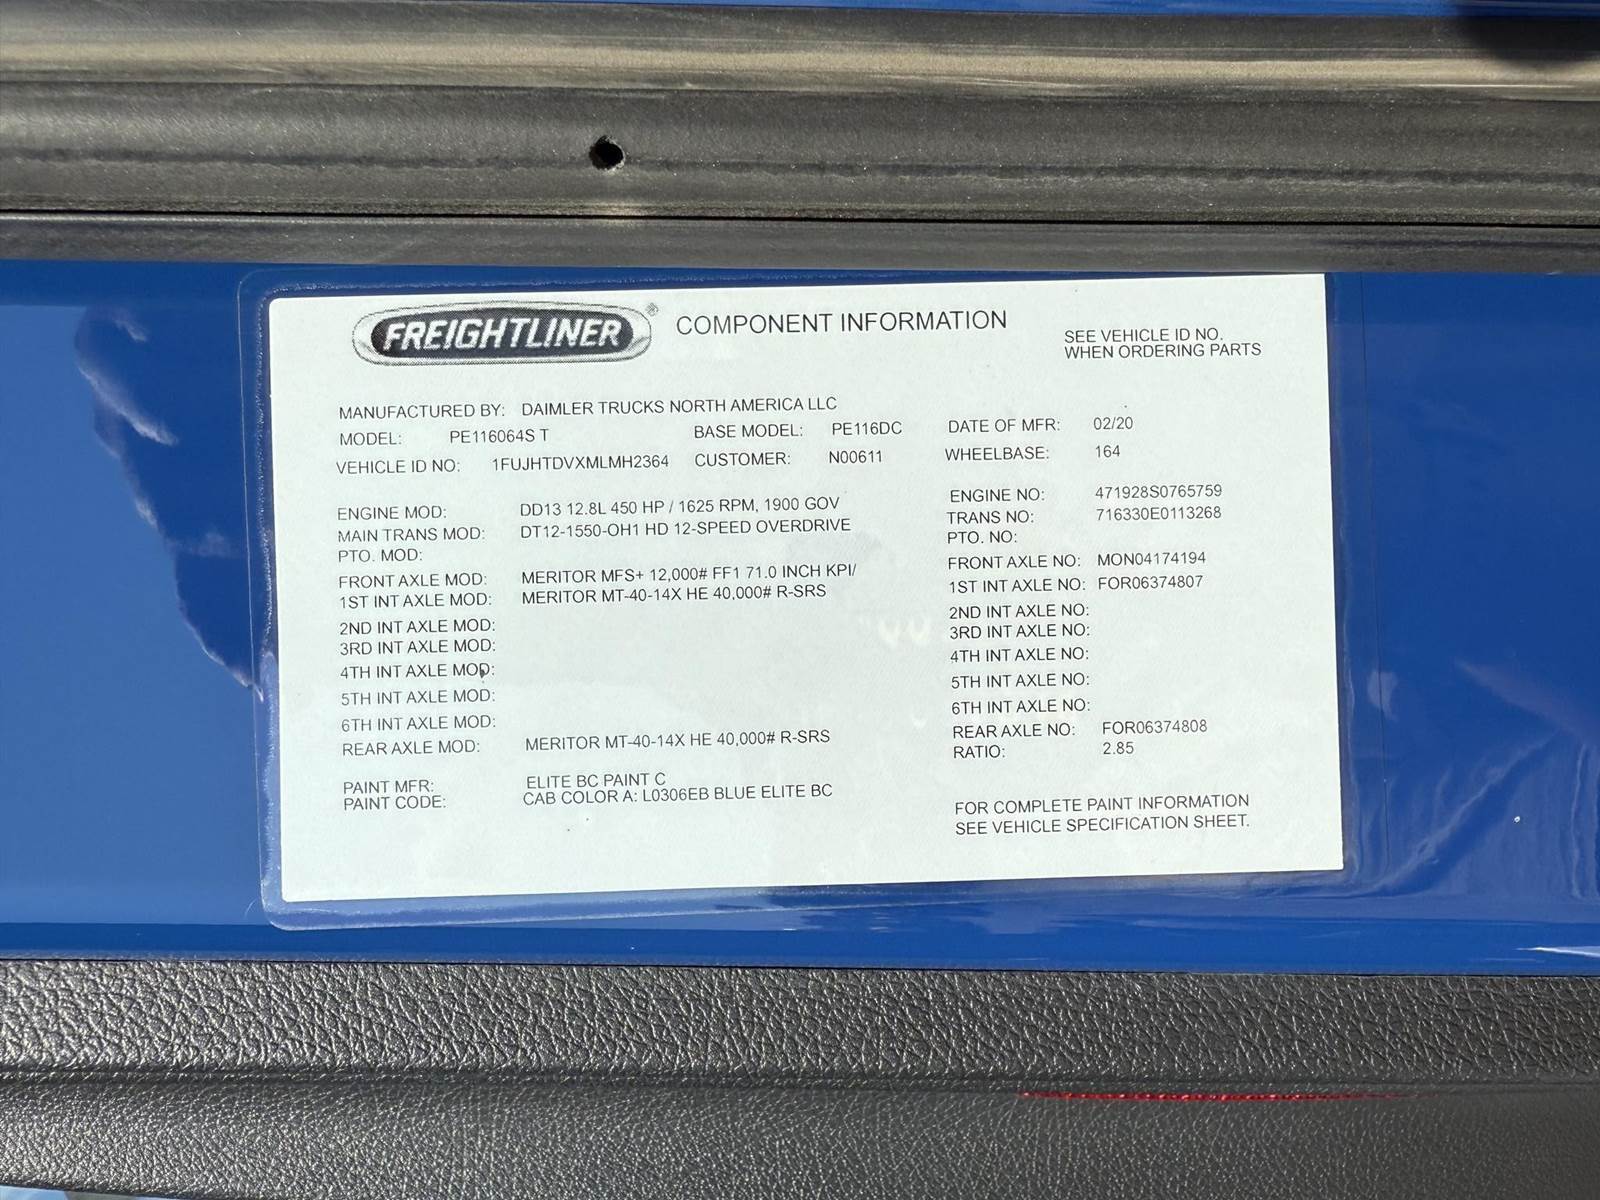 FREIGHTLINER® COMPONENT INFORMATION
SEE VEHICLE ID NO.
WHEN ORDERING PARTS
MANUFACTURED BY: DAIMLER TRUCKS NORTH AMERICA LLC
MODEL: PE116064S T BASE MODEL: PE116DC DATE OF MFR: 02/20
VEHICLE ID NO: 1FUJHTDVXMLMH2364 CUSTOMER: N00611 WHEELBASE: 164
ENGINE MOD: DD13 12.8L 450 HP / 1625 RPM, 1900 GOV ENGINE NO: 471928S0765759
MAIN TRANS MOD: DT12-1550-OH1 HD 12-SPEED OVERDRIVE TRANS NO: 716330E0113268
PTO. MOD: PTO. NO:
FRONT AXLE MOD: MERITOR MFS+ 12,000# FF1 71.0 INCH KPI/ FRONT AXLE NO: MON04174194
1ST INT AXLE MOD: MERITOR MT-40-14X HE 40,000# R-SRS 1ST INT AXLE NO: FOR06374807
2ND INT AXLE MOD: 2ND INT AXLE NO:
3RD INT AXLE MOD: 3RD INT AXLE NO:
4TH INT AXLE MOD: 4TH INT AXLE NO:
5TH INT AXLE MOD: 5TH INT AXLE NO:
6TH INT AXLE MOD: 6TH INT AXLE NO:
REAR AXLE MOD: MERITOR MT-40-14X HE 40,000# R-SRS REAR AXLE NO: FOR06374808
RATIO: 2.85
PAINT MFR: ELITE BC PAINT C
PAINT CODE: CAB COLOR A: L0306EB BLUE ELITE BC
FOR COMPLETE PAINT INFORMATION
SEE VEHICLE SPECIFICATION SHEET.